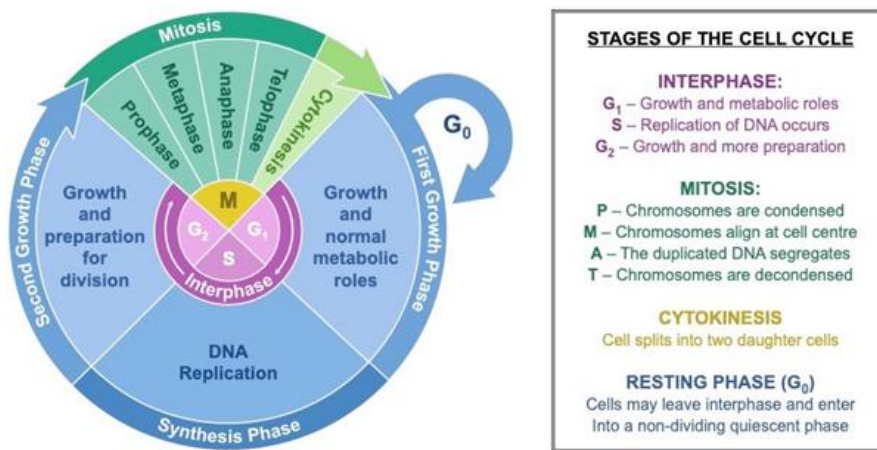 Mitosis
Prophase
Metaphase
Anaphase
Telophase
Cytokinesis
G₀
Second Growth Phase
First Growth Phase
Growth
and
preparation
for
division
M
G₂
G₁
S
Interphase
Growth
and
normal
metabolic
roles
DNA
Replication
Synthesis Phase
STAGES OF THE CELL CYCLE
INTERPHASE:
G₁ – Growth and metabolic roles
S – Replication of DNA occurs
G₂ – Growth and more preparation
MITOSIS:
P – Chromosomes are condensed
M – Chromosomes align at cell centre
A – The duplicated DNA segregates
T – Chromosomes are decondensed
CYTOKINESIS
Cell splits into two daughter cells
RESTING PHASE (G₀)
Cells may leave interphase and enter
Into a non-dividing quiescent phase